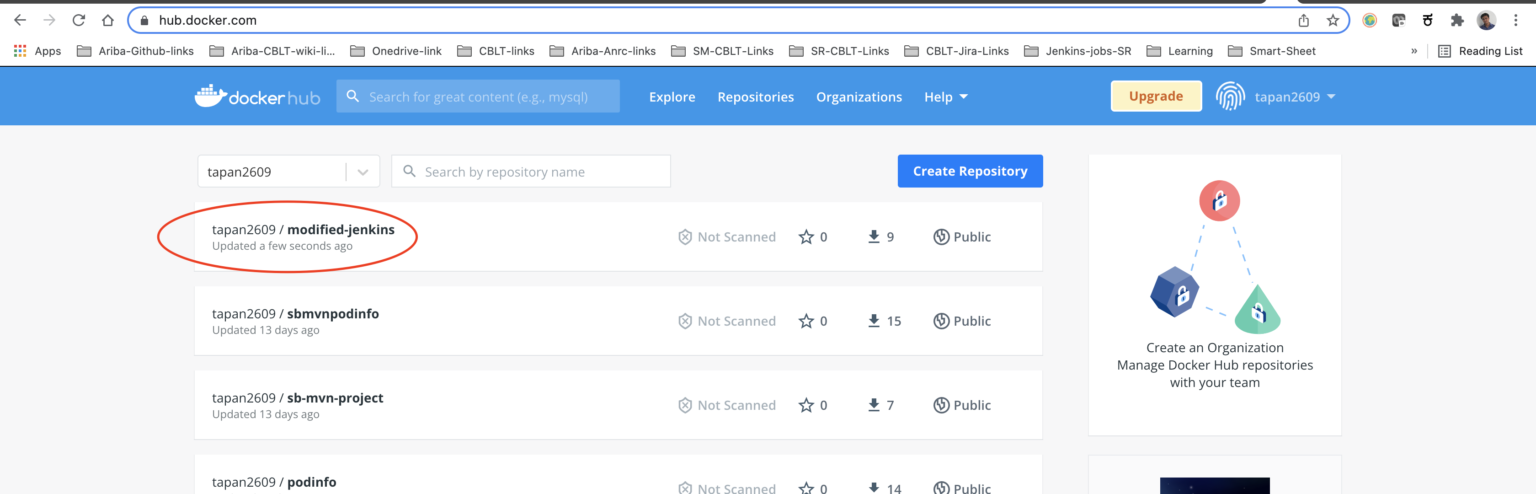 hub.docker.com
Apps Ariba-Github-links Ariba-CBLT-wiki-li... Onedrive-link CBLT-links Ariba-Anrc-links SM-CBLT-Links SR-CBLT-Links CBLT-Jira-Links Jenkins-jobs-SR Learning Smart-Sheet » Reading List
dockerhub Search for great content (e.g., mysql) Explore Repositories Organizations Help Upgrade tapan2609
tapan2609 Search by repository name Create Repository
tapan2609 / modified-jenkins
Updated a few seconds ago
Not Scanned 0 9 Public
tapan2609 / sbmvnpodinfo
Updated 13 days ago
Not Scanned 0 15 Public
tapan2609 / sb-mvn-project
Updated 13 days ago
Not Scanned 0 7 Public
tapan2609 / podinfo
Not Scanned 0 14 Public
Create an Organization
Manage Docker Hub repositories
with your team